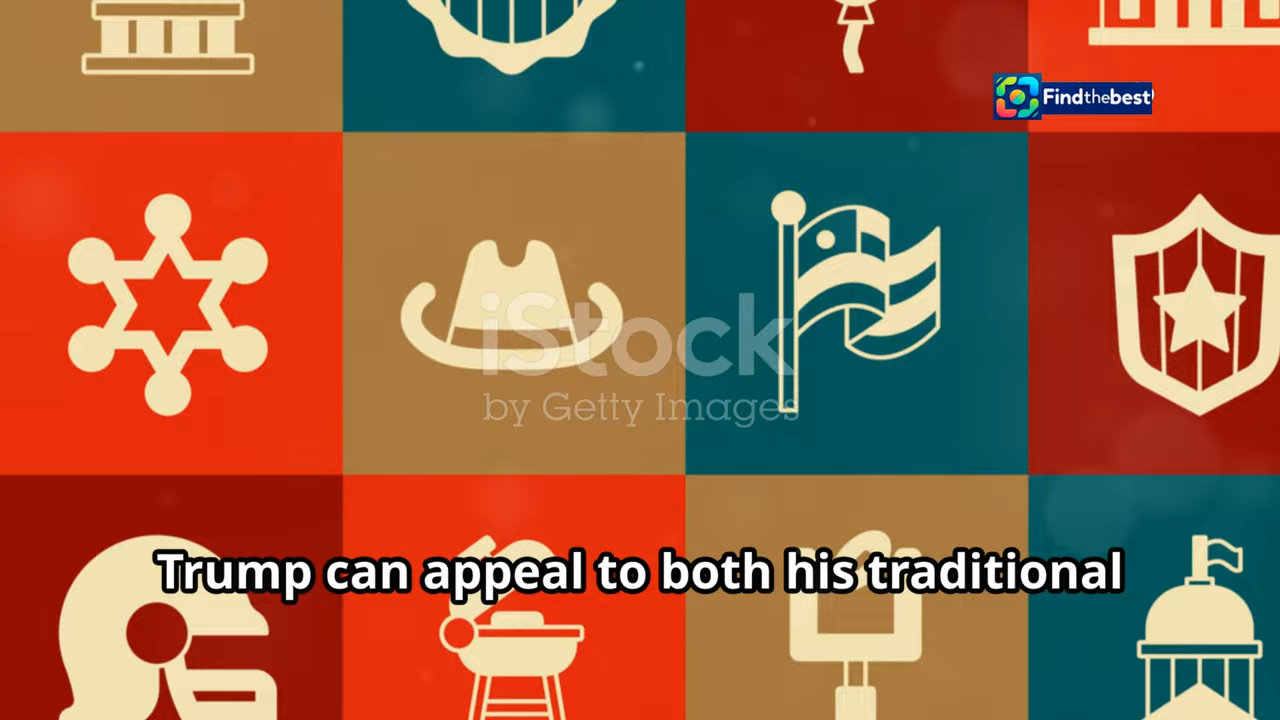 Findthebest
iStock
by Getty Images
Trump can appeal to both his traditional